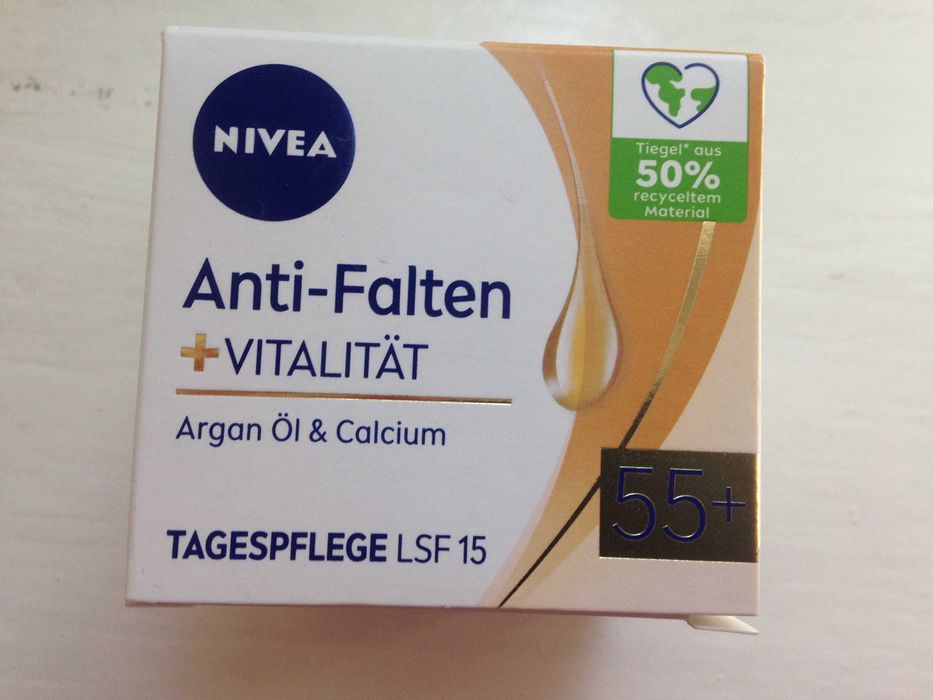 NIVEA
Tiegel* aus
50%
recyceltem
Material
Anti-Falten
+VITALITÄT
Argan Öl & Calcium
55+
TAGESPFLEGE LSF 15